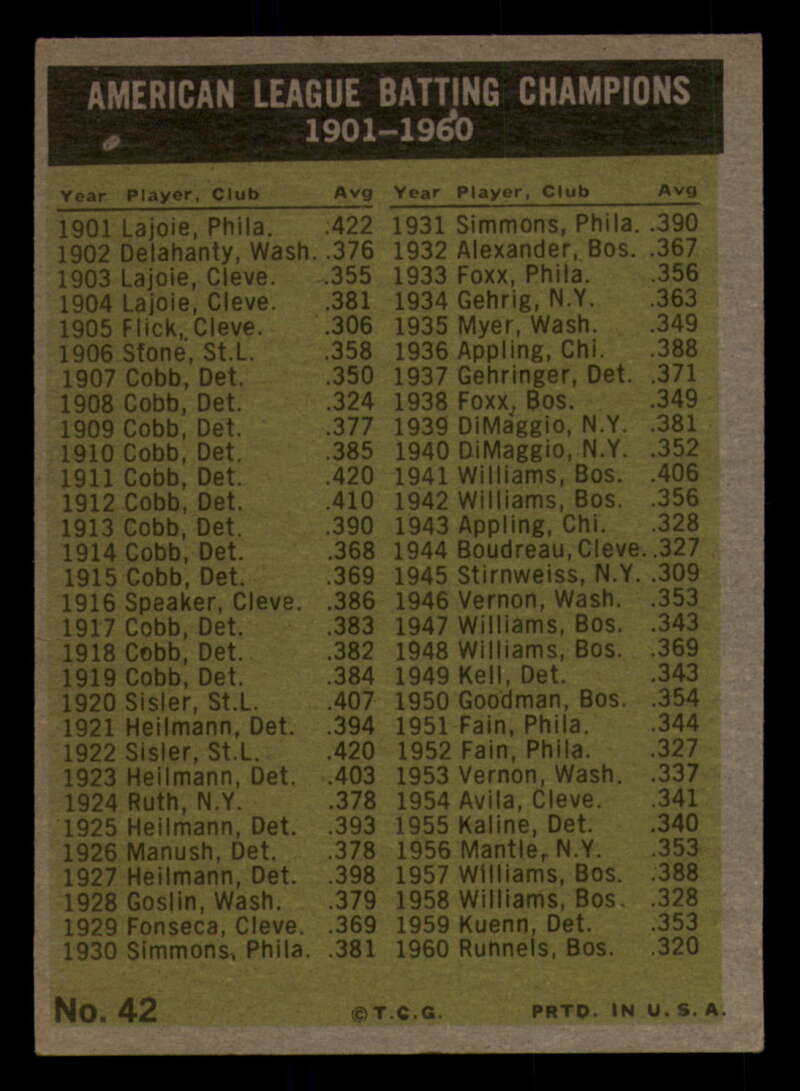 AMERICAN LEAGUE BATTING CHAMPIONS
1901-1960
Year Player, Club Avg
1901 Lajoie, Phila. .422
1902 Delahanty, Wash. .376
1903 Lajoie, Cleve. .355
1904 Lajoie, Cleve. .381
1905 Flick, Cleve. .306
1906 Stone, St.L. .358
1907 Cobb, Det. .350
1908 Cobb, Det. .324
1909 Cobb, Det. .377
1910 Cobb, Det. .385
1911 Cobb, Det. .420
1912 Cobb, Det. .410
1913 Cobb, Det. .390
1914 Cobb, Det. .368
1915 Cobb, Det. .369
1916 Speaker, Cleve. .386
1917 Cobb, Det. .383
1918 Cobb, Det. .382
1919 Cobb, Det. .384
1920 Sisler, St.L. .407
1921 Heilmann, Det. .394
1922 Sisler, St.L. .420
1923 Heilmann, Det. .403
1924 Ruth, N.Y. .378
1925 Heilmann, Det. .393
1926 Manush, Det. .378
1927 Heilmann, Det. .398
1928 Goslin, Wash. .379
1929 Fonseca, Cleve. .369
1930 Simmons, Phila. .381
Year Player, Club Avg
1931 Simmons, Phila. .390
1932 Alexander, Bos. .367
1933 Foxx, Phila. .356
1934 Gehrig, N.Y. .363
1935 Myer, Wash. .349
1936 Appling, Chi. .388
1937 Gehringer, Det. .371
1938 Foxx, Bos. .349
1939 DiMaggio, N.Y. .381
1940 DiMaggio, N.Y. .352
1941 Williams, Bos. .406
1942 Williams, Bos. .356
1943 Appling, Chi. .328
1944 Boudreau, Cleve. .327
1945 Stirnweiss, N.Y. .309
1946 Vernon, Wash. .353
1947 Williams, Bos. .343
1948 Williams, Bos. .369
1949 Kell, Det. .343
1950 Goodman, Bos. .354
1951 Fain, Phila. .344
1952 Fain, Phila. .327
1953 Vernon, Wash. .337
1954 Avila, Cleve. .341
1955 Kaline, Det. .340
1956 Mantle, N.Y. .353
1957 Williams, Bos. .388
1958 Williams, Bos. .328
1959 Kuenn, Det. .353
1960 Runnels, Bos. .320
No. 42 ©T.C.G. PRTD. IN U.S.A.